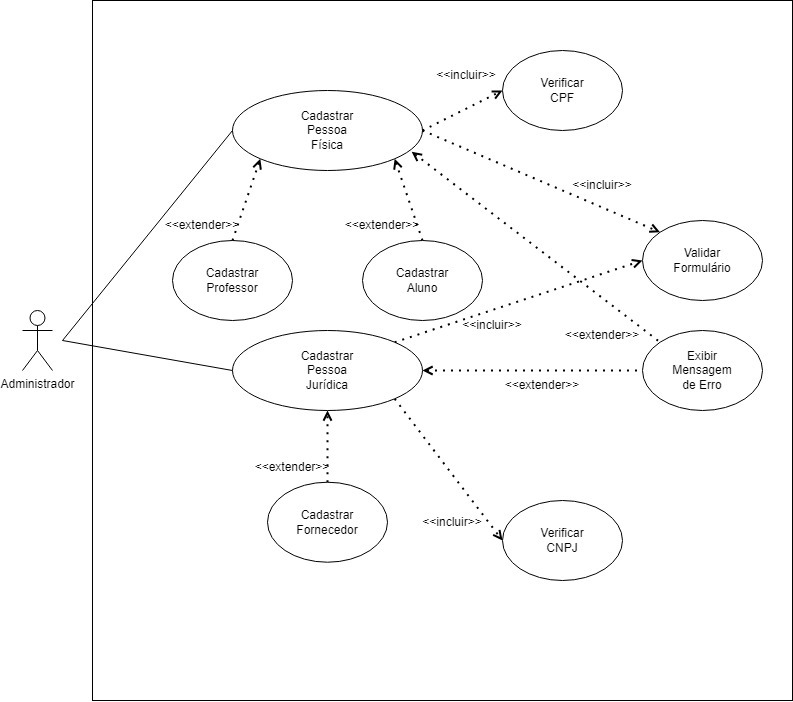 <<incluir>>
Verificar
CPF
Cadastrar
Pessoa
Física
<<incluir>>
<<extender>>
<<extender>>
Cadastrar
Professor
Cadastrar
Aluno
Validar
Formulário
<<incluir>>
<<extender>>
Administrador
Cadastrar
Pessoa
Jurídica
<<extender>>
Exibir
Mensagem
de Erro
<<extender>>
Cadastrar
Fornecedor
<<incluir>>
Verificar
CNPJ